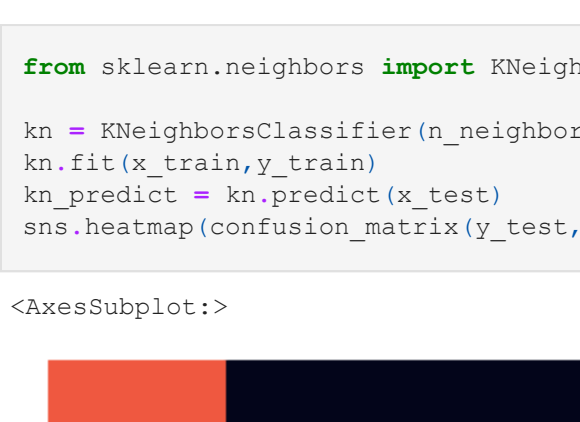 from sklearn.neighbors import KNeigh
kn = KNeighborsClassifier(n_neighbor
kn.fit(x_train,y_train)
kn_predict = kn.predict(x_test)
sns.heatmap(confusion_matrix(y_test,
<AxesSubplot:>